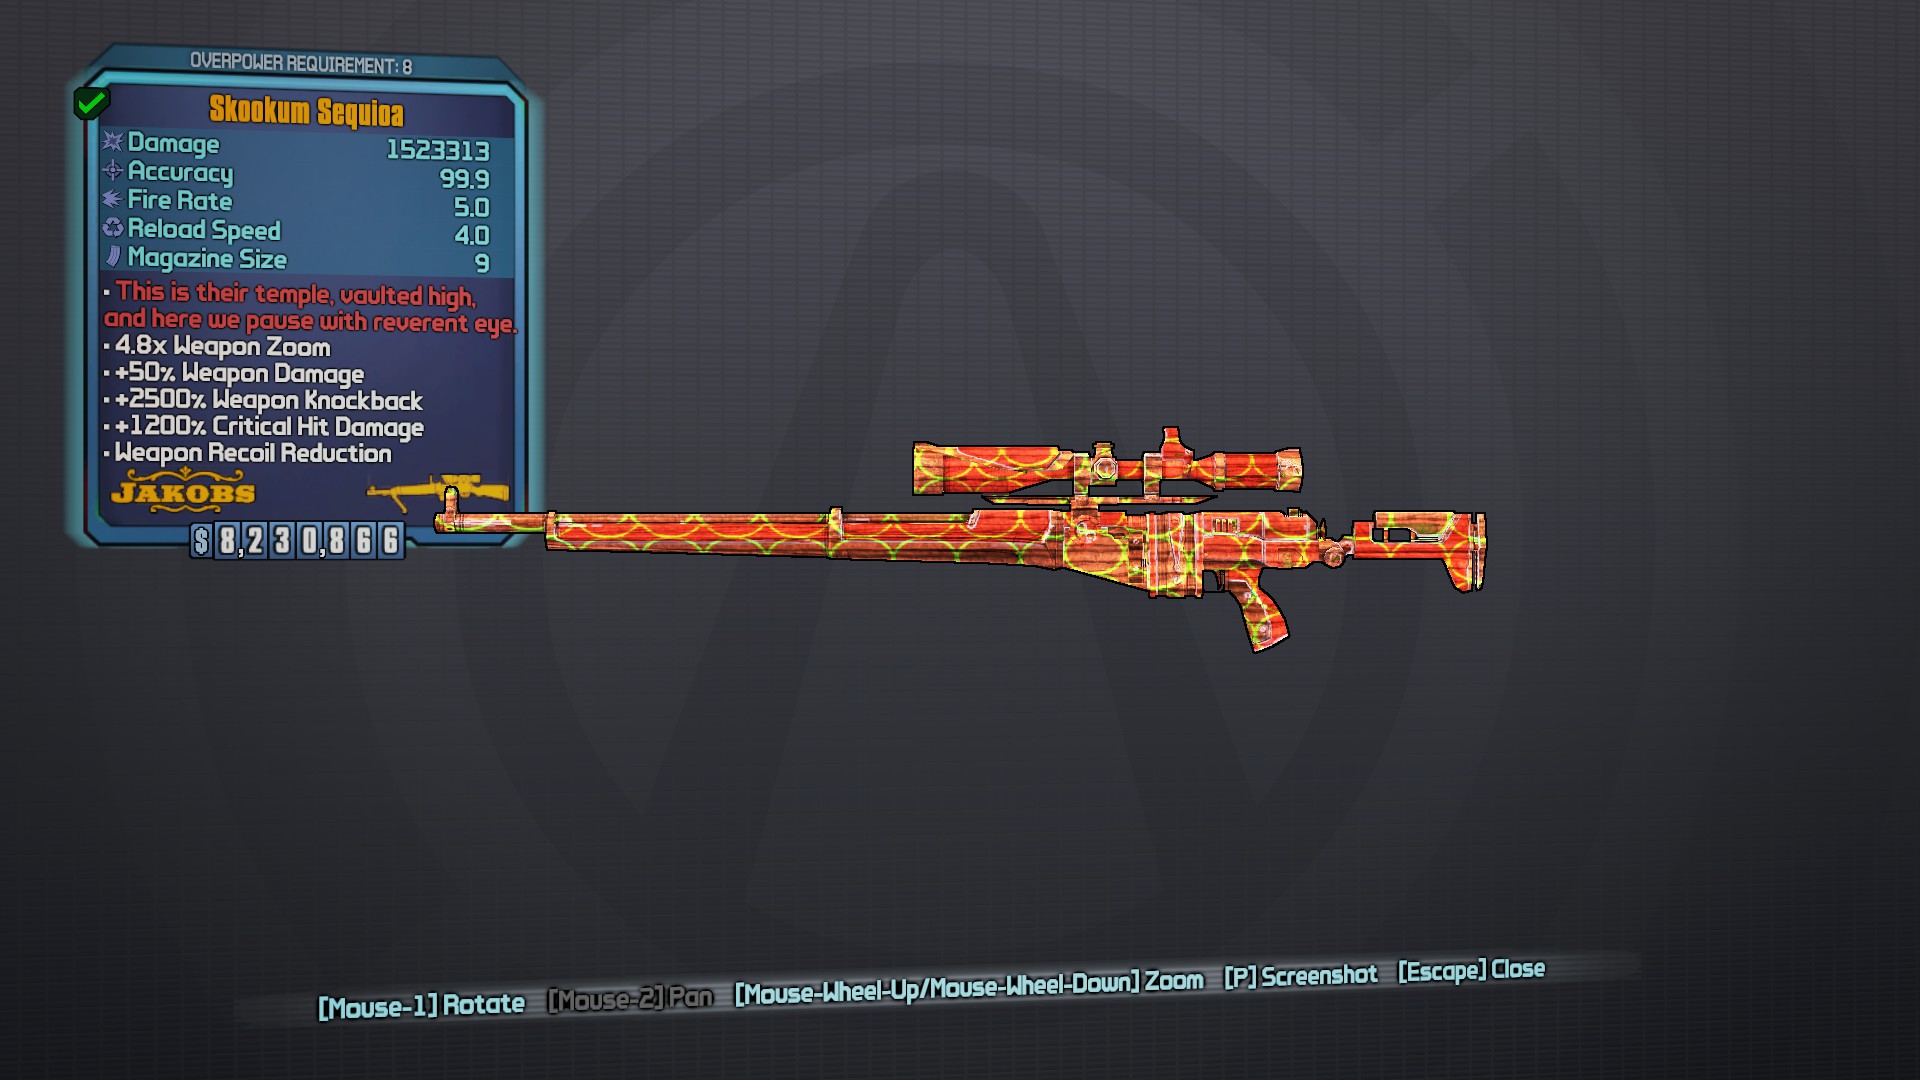 OVERPOWER REQUIREMENT: 8
Skookum Sequioa
Damage 1523313
Accuracy 99.9
Fire Rate 5.0
Reload Speed 4.0
Magazine Size 9
• This is their temple, vaulted high,
and here we pause with reverent eye.
• 4.8x Weapon Zoom
• +50% Weapon Damage
• +2500% Weapon Knockback
• +1200% Critical Hit Damage
• Weapon Recoil Reduction
JAKOBS
$8,230,866
[Mouse-1] Rotate [Mouse-2] Pan [Mouse-Wheel-Up/Mouse-Wheel-Down] Zoom [P] Screenshot [Escape] Close